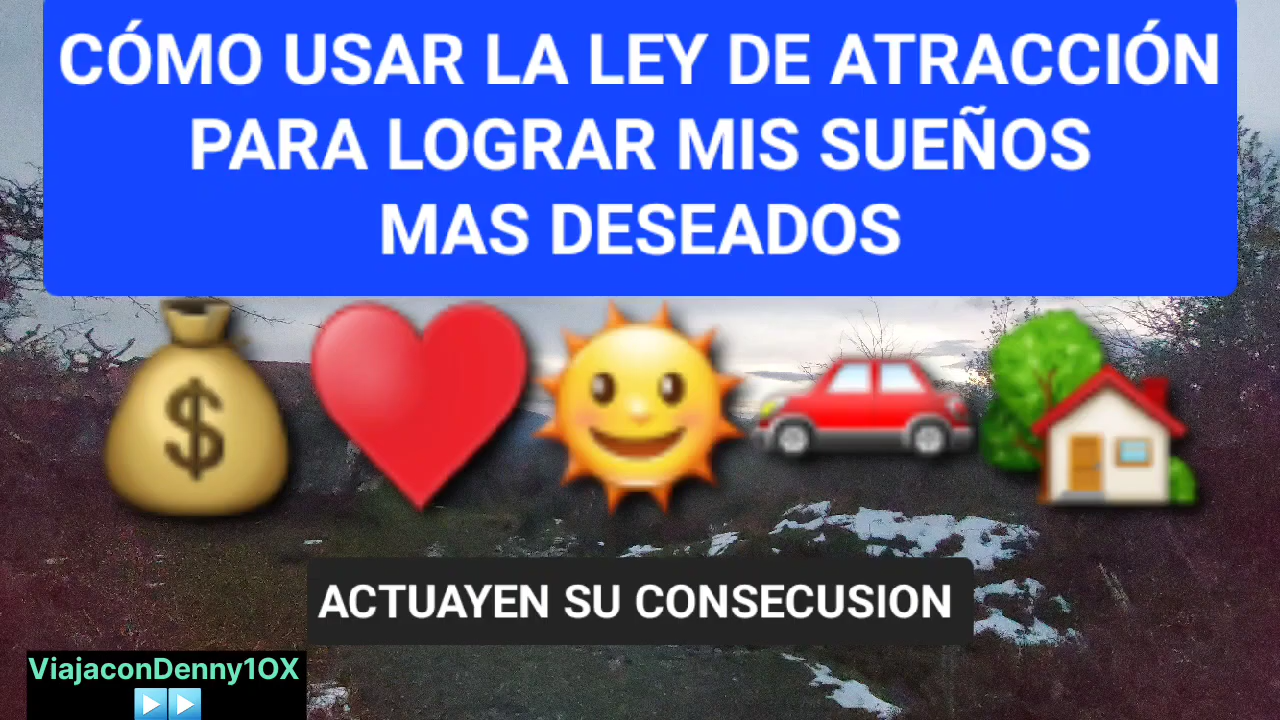 CÓMO USAR LA LEY DE ATRACCIÓN
PARA LOGRAR MIS SUEÑOS
MAS DESEADOS
$
ACTUAYEN SU CONSECUSION
ViajaconDenny1OX